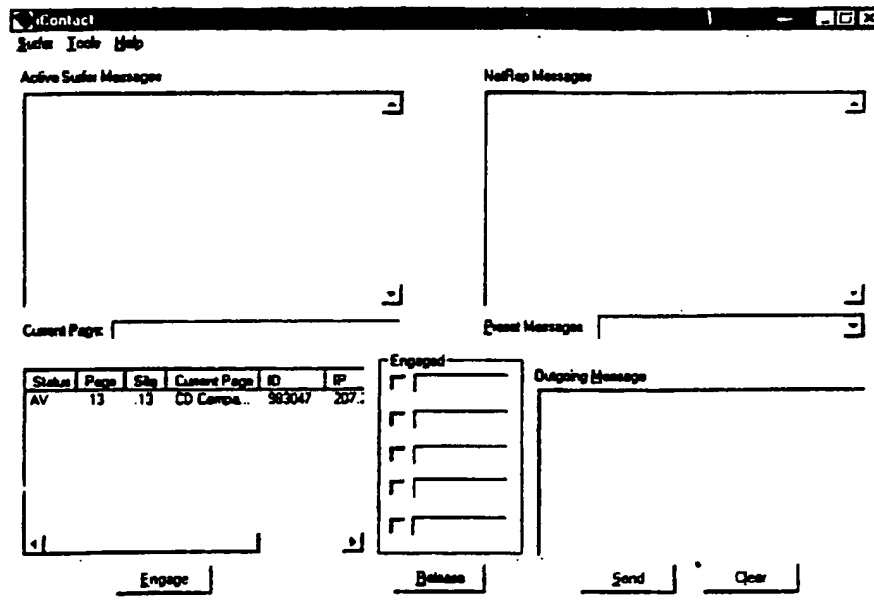 iContact
Surfer Tools Help
Active Surfer Messages
NetRep Messages
Current Page:
Preset Messages
Status Page Site Current Page ID IP
AV 13 .13 CD Compa... 983047 207.
Engaged
Outgoing Message
Engage
Release
Send
Clear